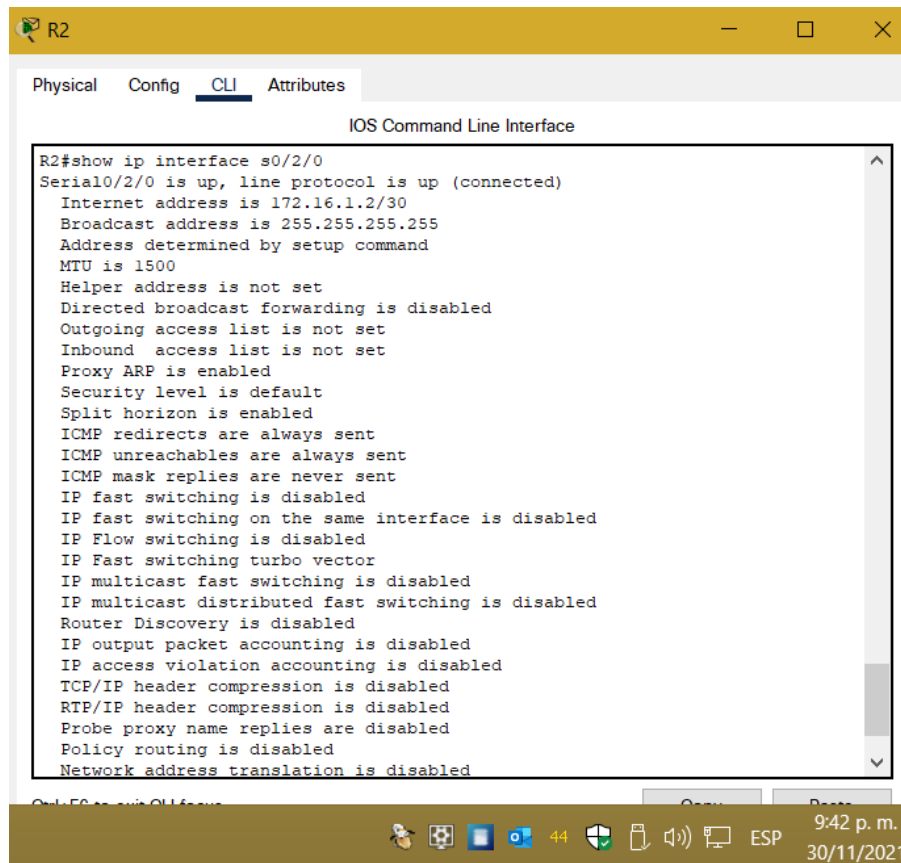 R2
Physical Config CLI Attributes
IOS Command Line Interface
R2#show ip interface s0/2/0
Serial0/2/0 is up, line protocol is up (connected)
Internet address is 172.16.1.2/30
Broadcast address is 255.255.255.255
Address determined by setup command
MTU is 1500
Helper address is not set
Directed broadcast forwarding is disabled
Outgoing access list is not set
Inbound  access list is not set
Proxy ARP is enabled
Security level is default
Split horizon is enabled
ICMP redirects are always sent
ICMP unreachables are always sent
ICMP mask replies are never sent
IP fast switching is disabled
IP fast switching on the same interface is disabled
IP Flow switching is disabled
IP Fast switching turbo vector
IP multicast fast switching is disabled
IP multicast distributed fast switching is disabled
Router Discovery is disabled
IP output packet accounting is disabled
IP access violation accounting is disabled
TCP/IP header compression is disabled
RTP/IP header compression is disabled
Probe proxy name replies are disabled
Policy routing is disabled
Network address translation is disabled
Ctrl+F6 to exit CLI focus Copy Paste
44 ESP 9:42 p. m.
30/11/2021